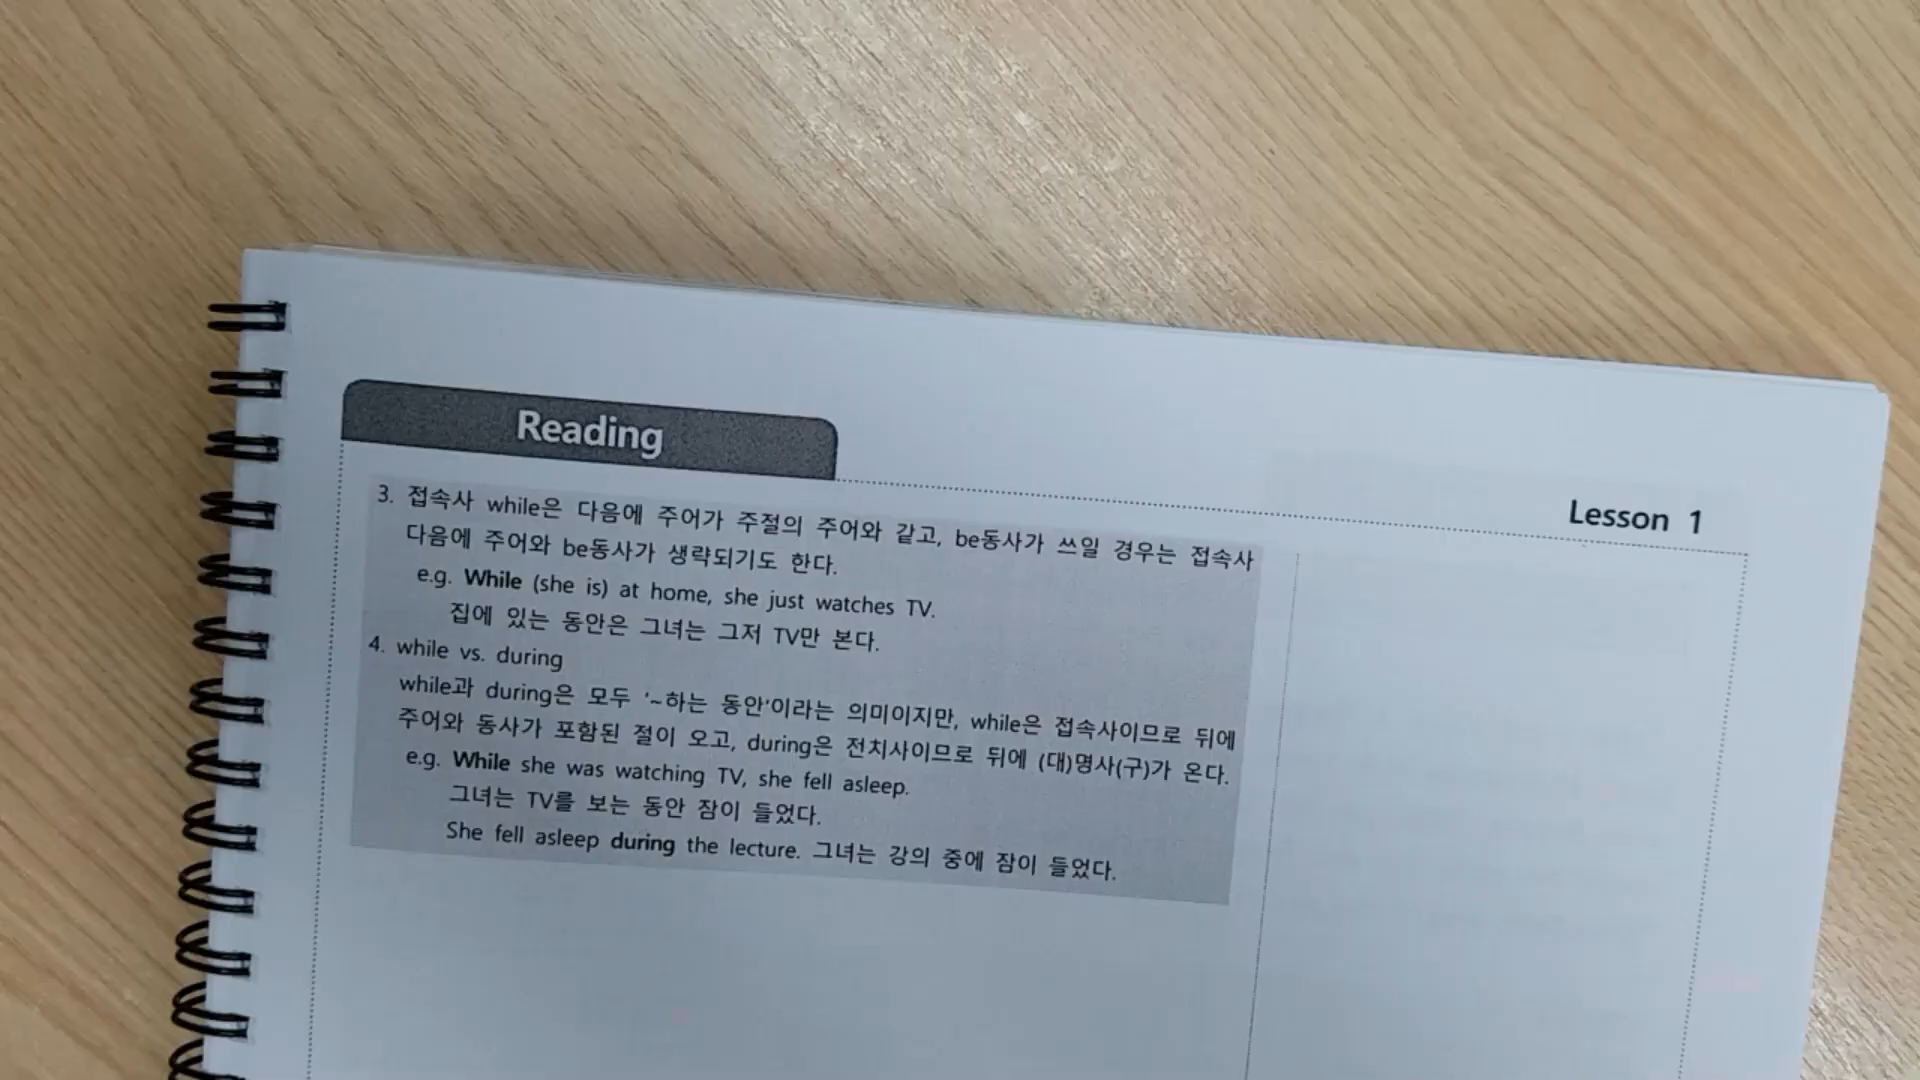 Reading
Lesson 1
3. 접속사 while은 다음에 주어가 주절의 주어와 같고, be동사가 쓰일 경우는 접속사
다음에 주어와 be동사가 생략되기도 한다.
e.g. While (she is) at home, she just watches TV.
집에 있는 동안은 그녀는 그저 TV만 본다.
4. while vs. during
while과 during은 모두 '~하는 동안'이라는 의미이지만, while은 접속사이므로 뒤에
주어와 동사가 포함된 절이 오고, during은 전치사이므로 뒤에 (대)명사(구)가 온다.
e.g. While she was watching TV, she fell asleep.
그녀는 TV를 보는 동안 잠이 들었다.
She fell asleep during the lecture. 그녀는 강의 중에 잠이 들었다.